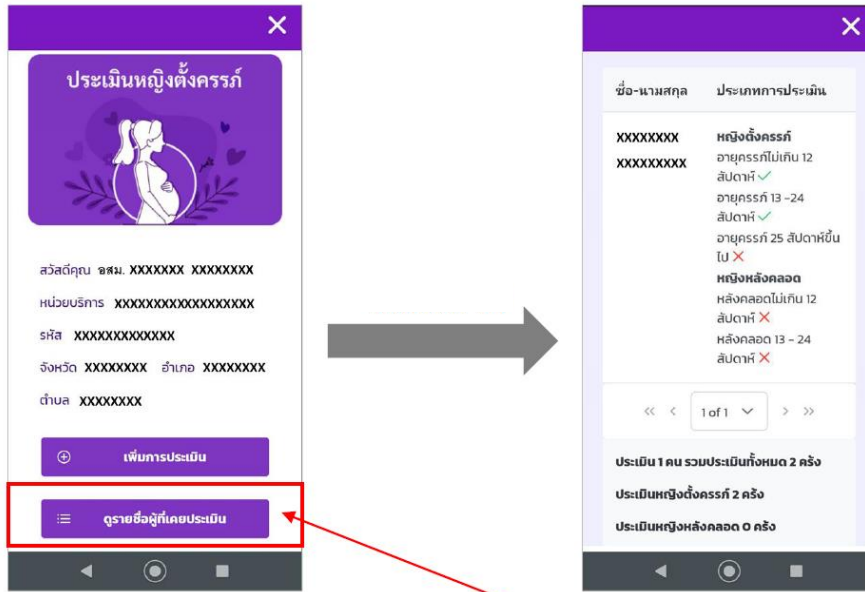 ประเมินหญิงตั้งครรภ์
สวัสดีคุณ อสม. XXXXXXX XXXXXXXX
หน่วยบริการ XXXXXXXXXXXXXXXXXX
รหัส XXXXXXXXXXXXX
จังหวัด XXXXXXXX อำเภอ XXXXXXXX
ตำบล XXXXXXXX
เพิ่มการประเมิน
ดูรายชื่อผู้ที่เคยประเมิน
ชื่อ-นามสกุล ประเภทการประเมิน
XXXXXXXX หญิงตั้งครรภ์
XXXXXXXXX อายุครรภ์ไม่เกิน 12
สัปดาห์ ✓
อายุครรภ์ 13 -24
สัปดาห์ ✓
อายุครรภ์ 25 สัปดาห์ขึ้น
ไป ✕
หญิงหลังคลอด
หลังคลอดไม่เกิน 12
สัปดาห์ ✕
หลังคลอด 13 - 24
สัปดาห์ ✕
1 of 1
ประเมิน 1 คน รวมประเมินทั้งหมด 2 ครั้ง
ประเมินหญิงตั้งครรภ์ 2 ครั้ง
ประเมินหญิงหลังคลอด 0 ครั้ง